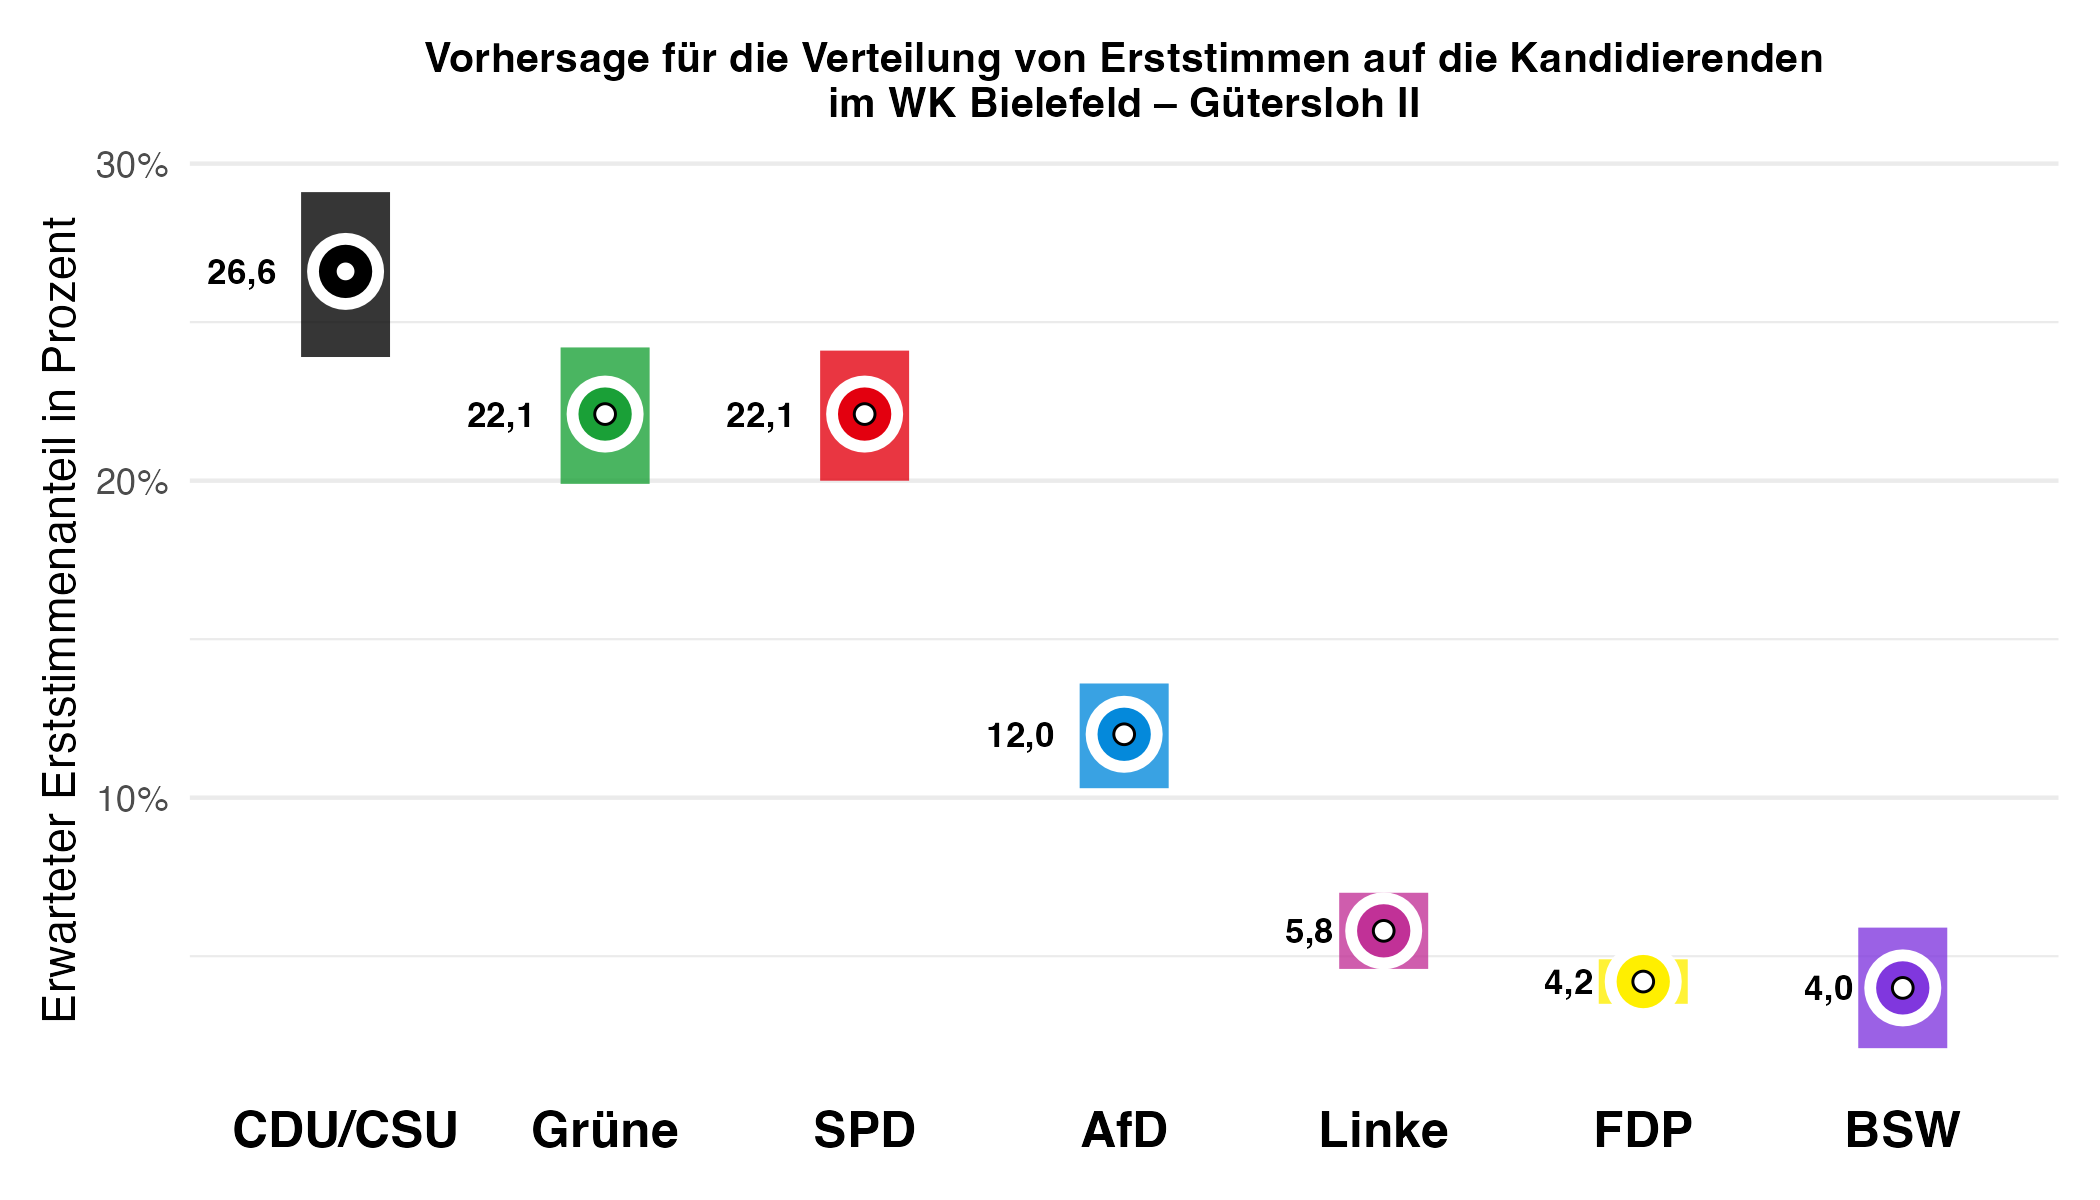 Vorhersage für die Verteilung von Erststimmen auf die Kandidierenden
im WK Bielefeld – Gütersloh II
Erwarteter Erststimmenanteil in Prozent
30%
20%
10%
26,6
22,1
22,1
12,0
5,8
4,2
4,0
CDU/CSU
Grüne
SPD
AfD
Linke
FDP
BSW